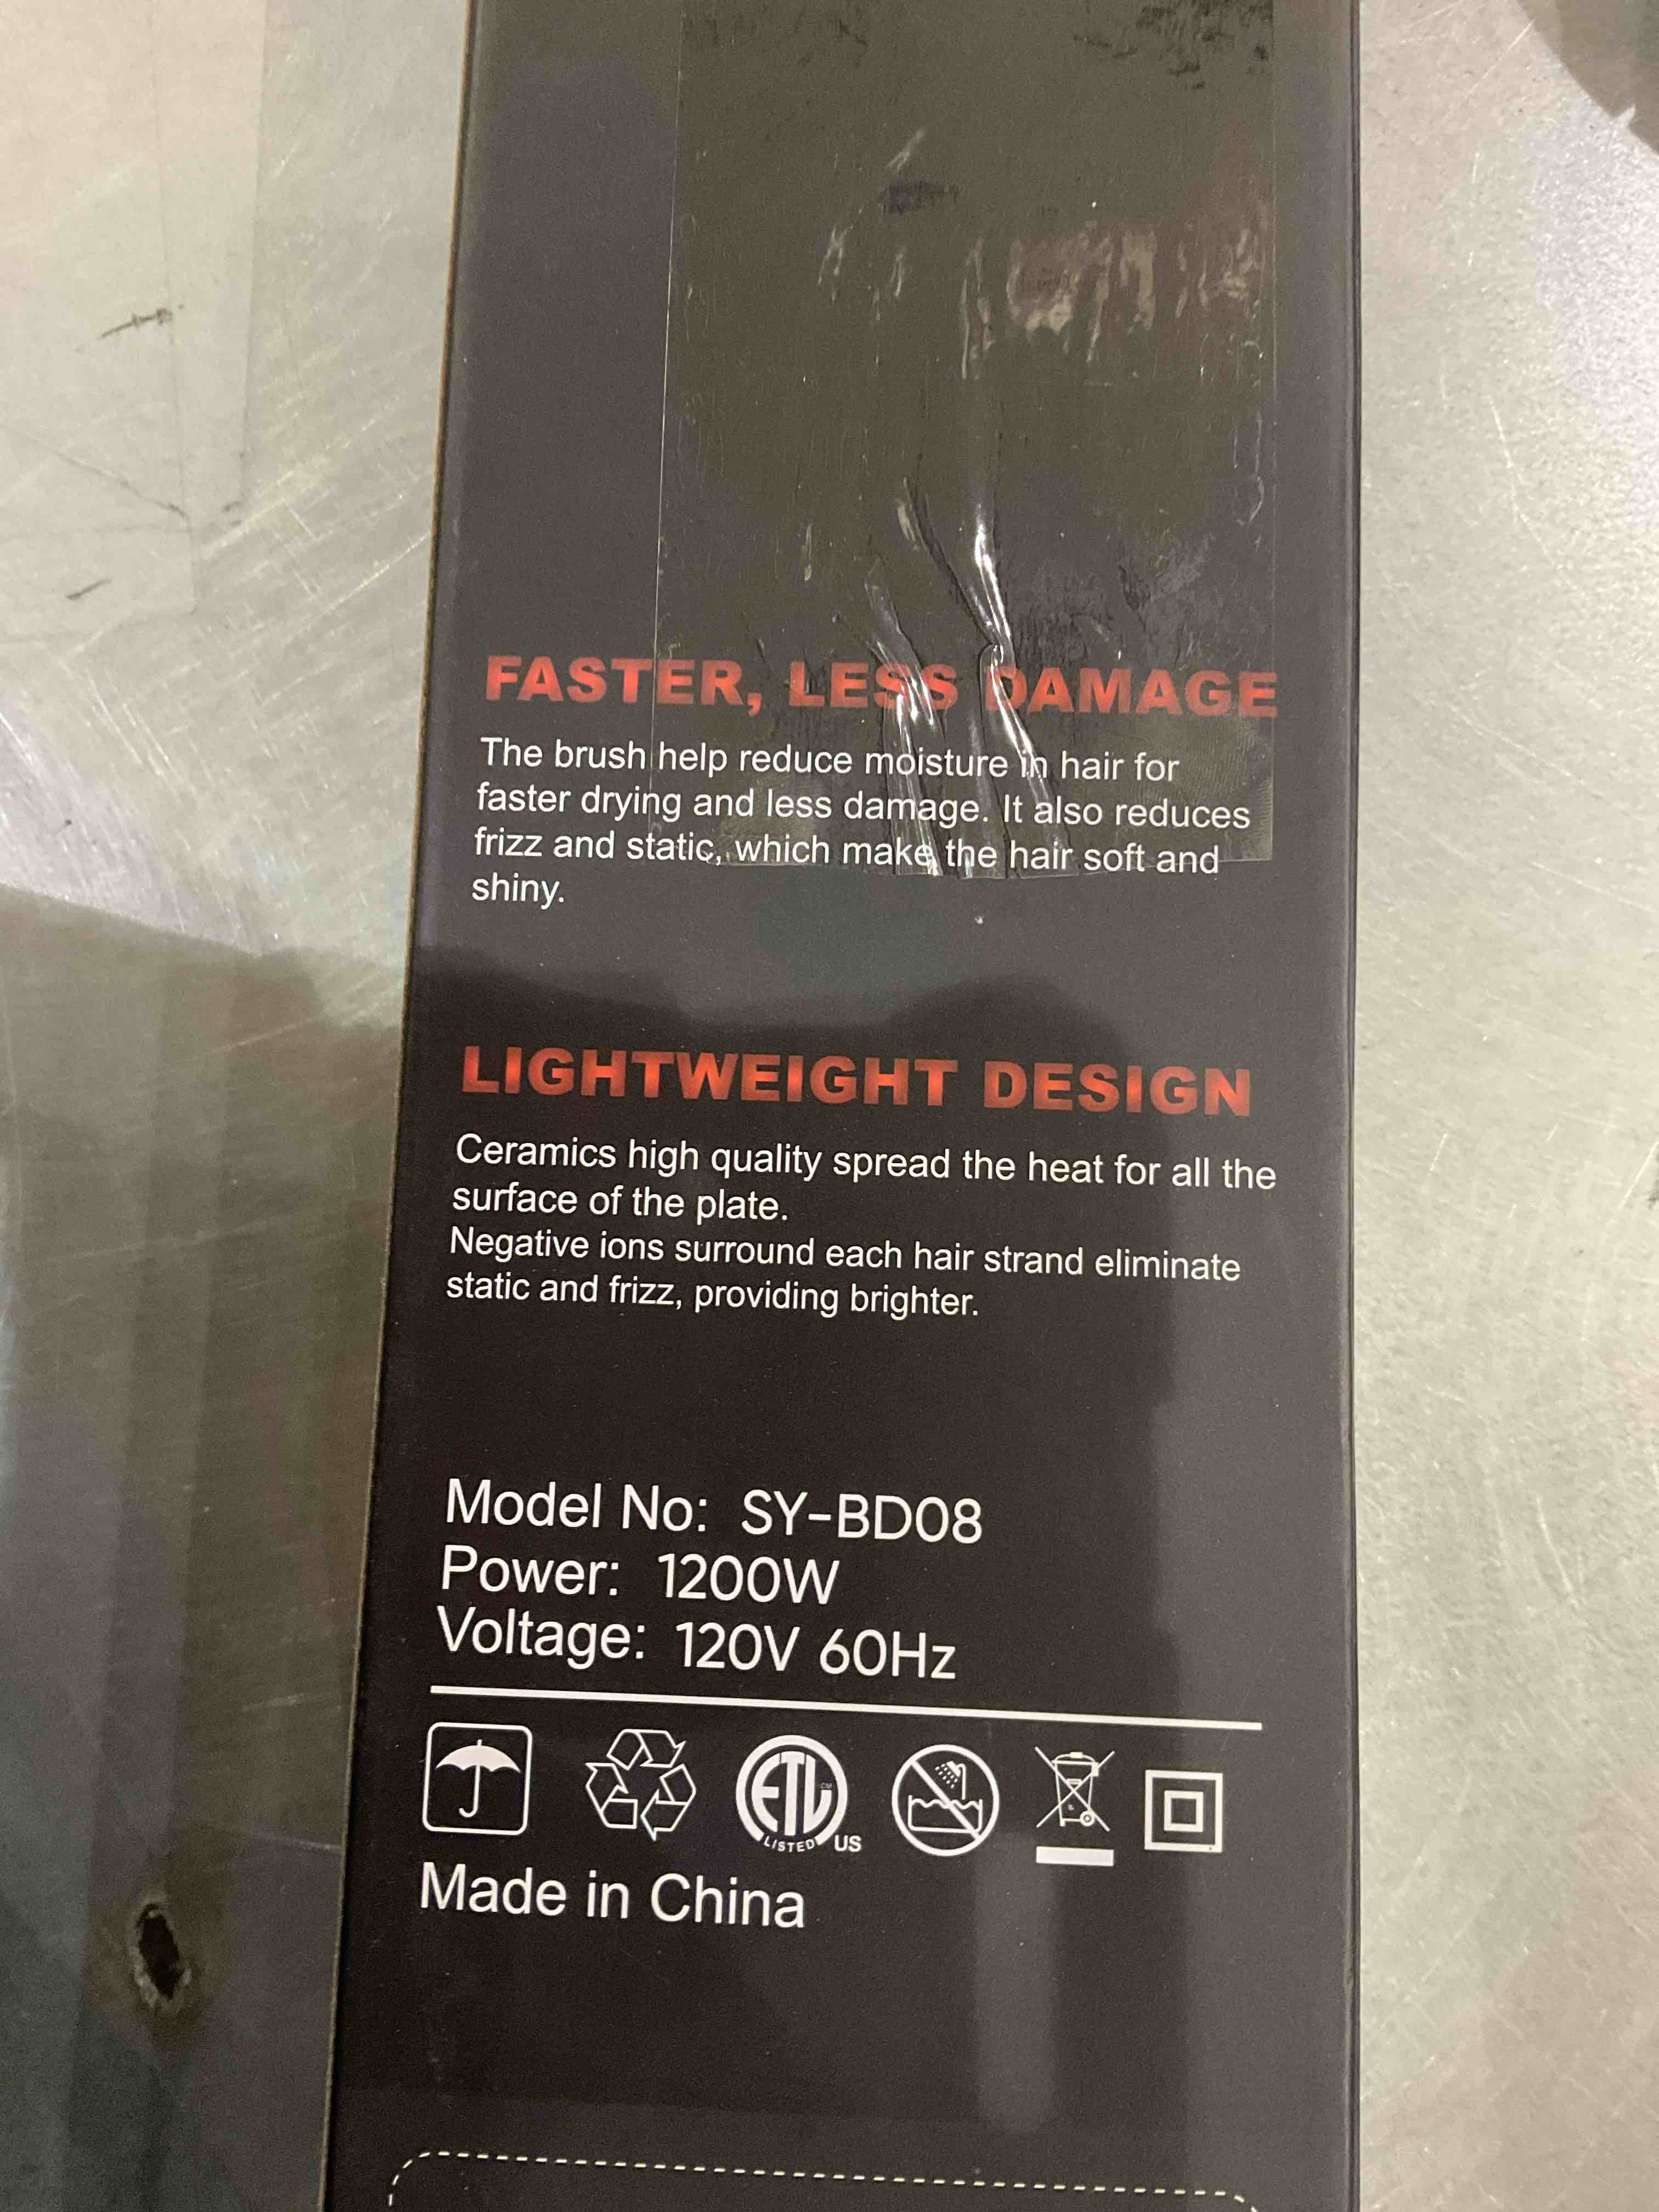 FASTER, LESS DAMAGE
The brush help reduce moisture in hair for
faster drying and less damage. It also reduces
frizz and static, which make the hair soft and
shiny.
LIGHTWEIGHT DESIGN
Ceramics high quality spread the heat for all the
surface of the plate.
Negative ions surround each hair strand eliminate
static and frizz, providing brighter.
Model No: SY-BD08
Power: 1200W
Voltage: 120V 60Hz
ETL CM
LISTED US
Made in China